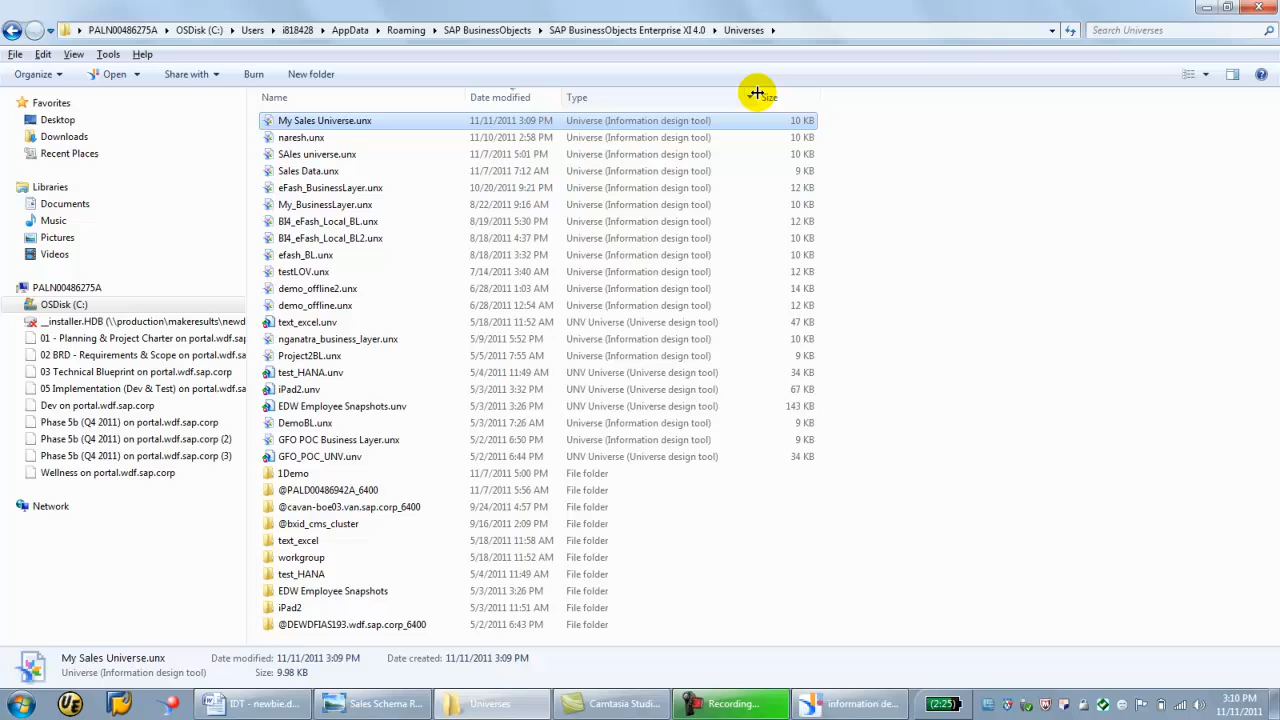 PALN00486275A OSDisk (C:) Users i818428 AppData Roaming SAP BusinessObjects SAP BusinessObjects Enterprise XI 4.0 Universes Search Universes
File Edit View Tools Help
Organize Open Share with Burn New folder
Favorites
Desktop
Downloads
Recent Places
Libraries
Documents
Music
Pictures
Videos
PALN00486275A
OSDisk (C:)
__installer.HDB (\\production\makeresults\newd
01 - Planning & Project Charter on portal.wdf.sa
02 BRD - Requirements & Scope on portal.wdf.sa
03 Technical Blueprint on portal.wdf.sap.corp
05 Implementation (Dev & Test) on portal.wdf.sa
Dev on portal.wdf.sap.corp
Phase 5b (Q4 2011) on portal.wdf.sap.corp
Phase 5b (Q4 2011) on portal.wdf.sap.corp (2)
Phase 5b (Q4 2011) on portal.wdf.sap.corp (3)
Wellness on portal.wdf.sap.corp
Network
Name Date modified Type Size
My Sales Universe.unx 11/11/2011 3:09 PM Universe (Information design tool) 10 KB
naresh.unx 11/10/2011 2:58 PM Universe (Information design tool) 10 KB
SAles universe.unx 11/7/2011 5:01 PM Universe (Information design tool) 10 KB
Sales Data.unx 11/7/2011 7:12 AM Universe (Information design tool) 9 KB
eFash_BusinessLayer.unx 10/20/2011 9:21 PM Universe (Information design tool) 12 KB
My_BusinessLayer.unx 8/22/2011 9:16 AM Universe (Information design tool) 10 KB
BI4_eFash_Local_BL.unx 8/19/2011 5:30 PM Universe (Information design tool) 12 KB
BI4_eFash_Local_BL2.unx 8/18/2011 4:37 PM Universe (Information design tool) 10 KB
efash_BL.unx 8/18/2011 3:32 PM Universe (Information design tool) 10 KB
testLOV.unx 7/14/2011 3:40 AM Universe (Information design tool) 12 KB
demo_offline2.unx 6/28/2011 1:03 AM Universe (Information design tool) 14 KB
demo_offline.unx 6/28/2011 12:54 AM Universe (Information design tool) 12 KB
text_excel.unv 5/18/2011 11:52 AM UNV Universe (Universe design tool) 47 KB
nganatra_business_layer.unx 5/9/2011 5:52 PM Universe (Information design tool) 10 KB
Project2BL.unx 5/5/2011 7:55 AM Universe (Information design tool) 9 KB
test_HANA.unv 5/4/2011 11:49 AM UNV Universe (Universe design tool) 34 KB
iPad2.unv 5/3/2011 3:32 PM UNV Universe (Universe design tool) 67 KB
EDW Employee Snapshots.unv 5/3/2011 3:26 PM UNV Universe (Universe design tool) 143 KB
DemoBL.unx 5/3/2011 7:26 AM Universe (Information design tool) 9 KB
GFO POC Business Layer.unx 5/2/2011 6:50 PM Universe (Information design tool) 9 KB
GFO_POC_UNV.unv 5/2/2011 6:44 PM UNV Universe (Universe design tool) 34 KB
1Demo 11/7/2011 5:00 PM File folder
@PALD00486942A_6400 11/7/2011 5:56 AM File folder
@cavan-boe03.van.sap.corp_6400 9/24/2011 4:57 PM File folder
@bxid_cms_cluster 9/16/2011 2:09 PM File folder
text_excel 5/18/2011 11:58 AM File folder
workgroup 5/18/2011 11:52 AM File folder
test_HANA 5/4/2011 11:49 AM File folder
EDW Employee Snapshots 5/3/2011 3:26 PM File folder
iPad2 5/3/2011 11:51 AM File folder
@DEWDFIAS193.wdf.sap.corp_6400 5/2/2011 6:43 PM File folder
My Sales Universe.unx Date modified: 11/11/2011 3:09 PM Date created: 11/11/2011 3:09 PM
Universe (Information design tool) Size: 9.98 KB
IDT - newbie.d... Sales Schema R... Universes Camtasia Studi... Recording... information de... (2:25) 3:10 PM
11/11/2011